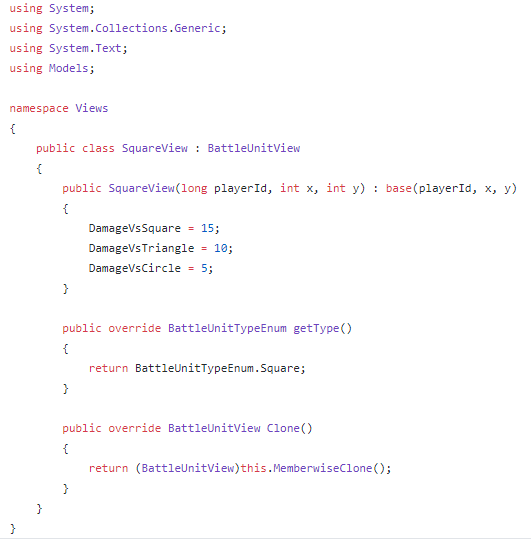 using System;
using System.Collections.Generic;
using System.Text;
using Models;

namespace Views
{
    public class SquareView : BattleUnitView
    {
        public SquareView(long playerId, int x, int y) : base(playerId, x, y)
        {
            DamageVsSquare = 15;
            DamageVsTriangle = 10;
            DamageVsCircle = 5;
        }

        public override BattleUnitTypeEnum getType()
        {
            return BattleUnitTypeEnum.Square;
        }

        public override BattleUnitView Clone()
        {
            return (BattleUnitView)this.MemberwiseClone();
        }
    }
}